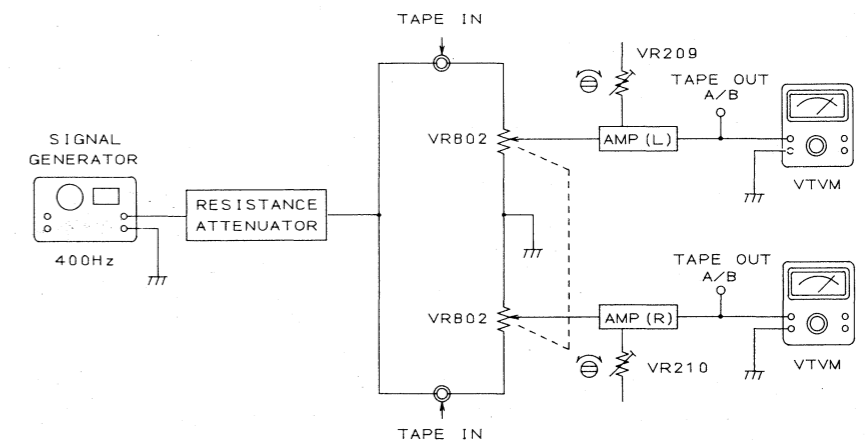 TAPE IN
VR209
TAPE OUT
A/B
SIGNAL
GENERATOR
VR802
AMP (L)
VTVM
RESISTANCE
ATTENUATOR
400Hz
TAPE OUT
A/B
VR802
AMP (R)
VR210
VTVM
TAPE IN